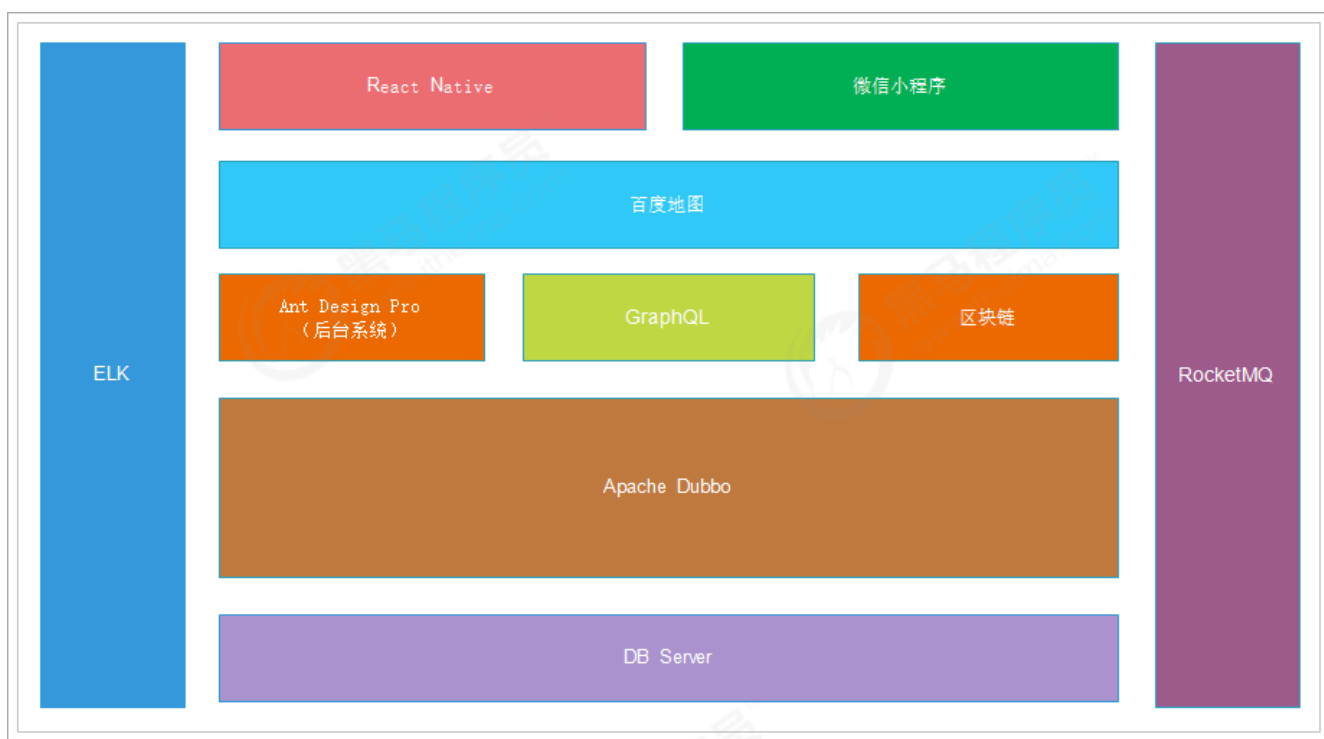 React Native
微信小程序
百度地图
Ant Design Pro
（后台系统）
GraphQL
区块链
ELK
RocketMQ
Apache Dubbo
DB Server